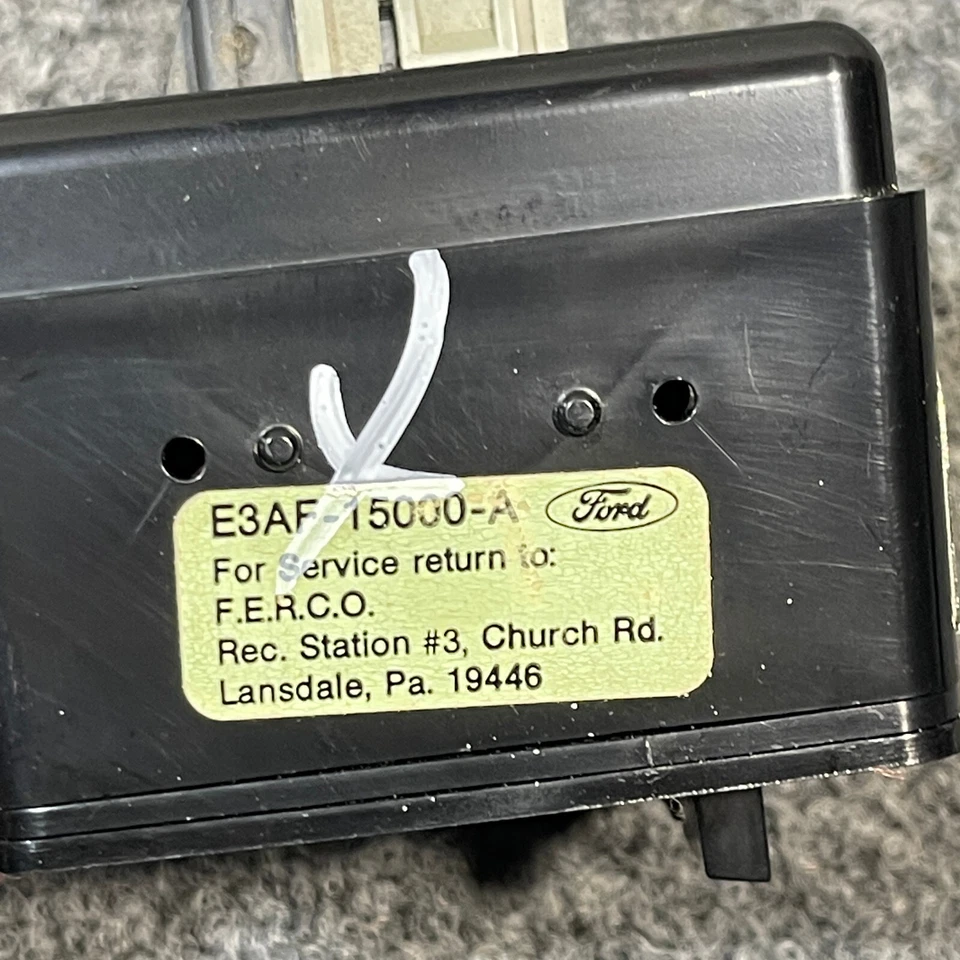 E3AF-15000-A Ford
For Service return to:
F.E.R.C.O.
Rec. Station #3, Church Rd.
Lansdale, Pa. 19446